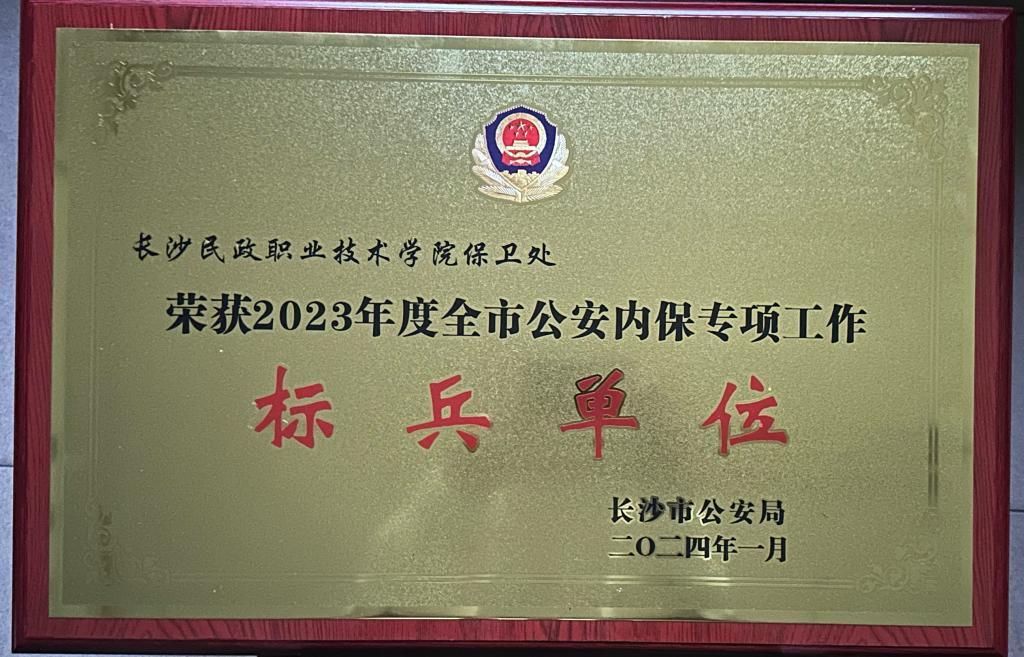 长沙民政职业技术学院保卫处
荣获2023年度全市公安内保专项工作
标兵单位
长沙市公安局
二〇二四年一月